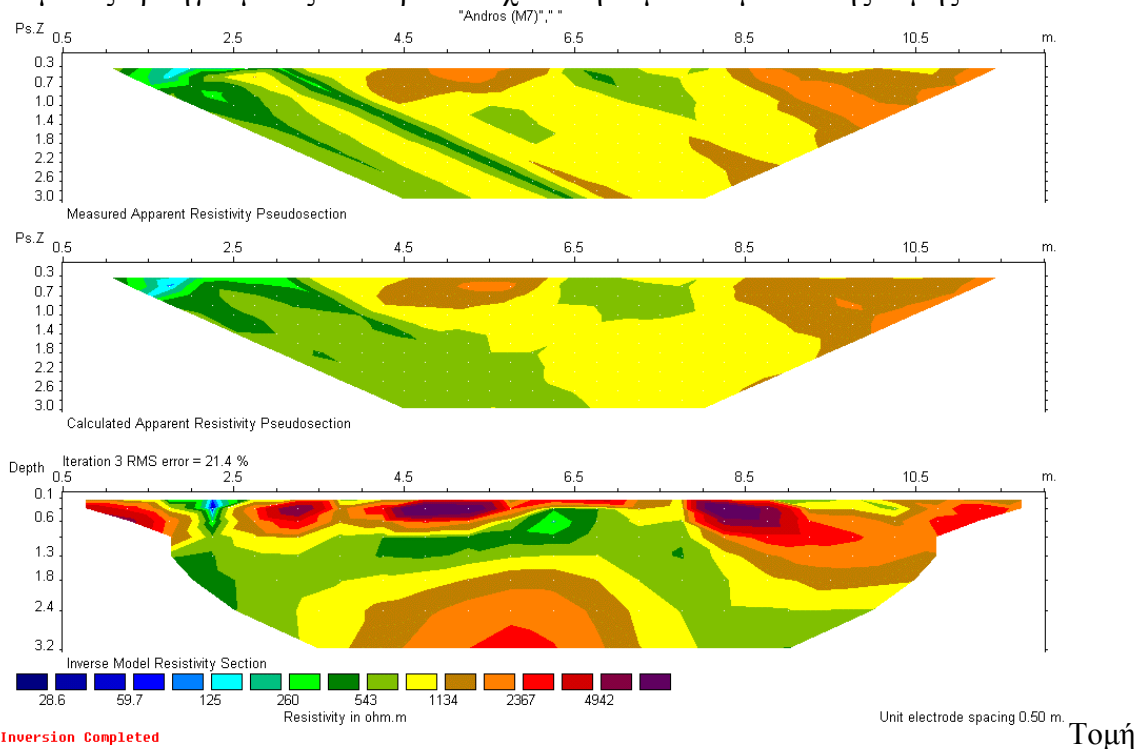 "Andros (M7)"," "
Ps.Z 0.5 2.5 4.5 6.5 8.5 10.5 m.
0.3
0.7
1.0
1.4
1.8
2.2
2.6
3.0
Measured Apparent Resistivity Pseudosection
Ps.Z 0.5 2.5 4.5 6.5 8.5 10.5 m.
0.3
0.7
1.0
1.4
1.8
2.2
2.6
3.0
Calculated Apparent Resistivity Pseudosection
Iteration 3 RMS error = 21.4 %
Depth 0.5 2.5 4.5 6.5 8.5 10.5 m.
0.1
0.6
1.3
1.8
2.4
3.2
Inverse Model Resistivity Section
28.6 59.7 125 260 543 1134 2367 4942
Resistivity in ohm.m Unit electrode spacing 0.50 m.
Inversion Completed Τομή